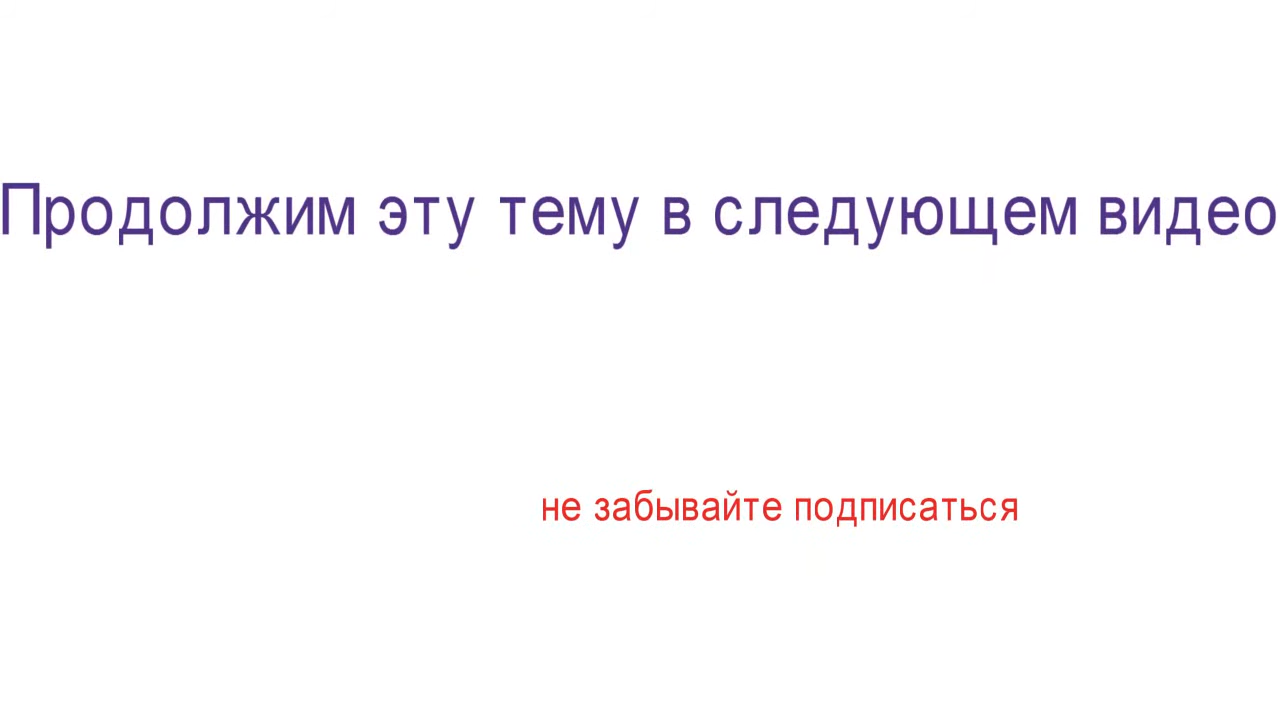 Продолжим эту тему в следующем видео
не забывайте подписаться